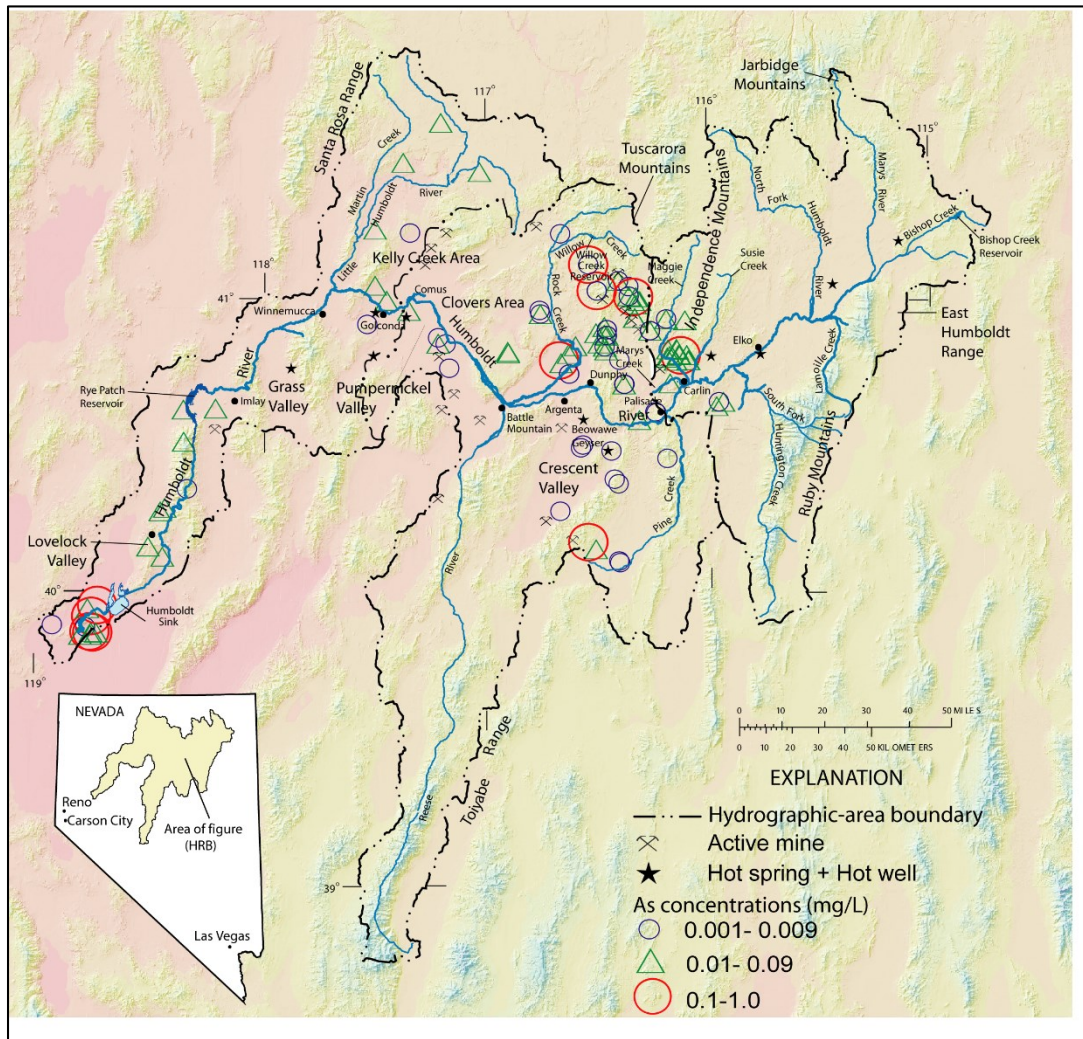 Jarbidge
Mountains
Santa Rosa Range
117°
116°
115°
Creek
Martin
Tuscarora
Mountains
Independence Mountains
North
Fork
Humboldt
River
Marys
River
Bishop Creek
Bishop Creek
Reservoir
Humboldt
River
Little
Kelly Creek Area
Willow
Creek
Willow
Creek
Reservoir
Maggie
Creek
Susie
Creek
118°
41°
Comus
Clovers Area
Rock
Creek
Winnemucca
Golconda
Humboldt
East
Humboldt
Range
River
Rye Patch
Reservoir
Imlay
Grass
Valley
Pumpernickel
Valley
Marys
Creek
Dunphy
Elko
Lamoille Creek
Carlin
Palisade
River
Battle
Mountain
Argenta
Beowawe
Geyser
South Fork
Huntington Creek
Ruby Mountains
Crescent
Valley
Pine
Creek
Humboldt
Lovelock
Valley
River
40°
Humboldt
Sink
119°
NEVADA
Reno
Carson City
Area of figure
(HRB)
Las Vegas
Reese
Toiyabe
Range
39°
0 10 20 30 40 50 MILES
0 10 20 30 40 50 KILOMETERS
EXPLANATION
Hydrographic-area boundary
Active mine
Hot spring + Hot well
As concentrations (mg/L)
0.001- 0.009
0.01- 0.09
0.1-1.0